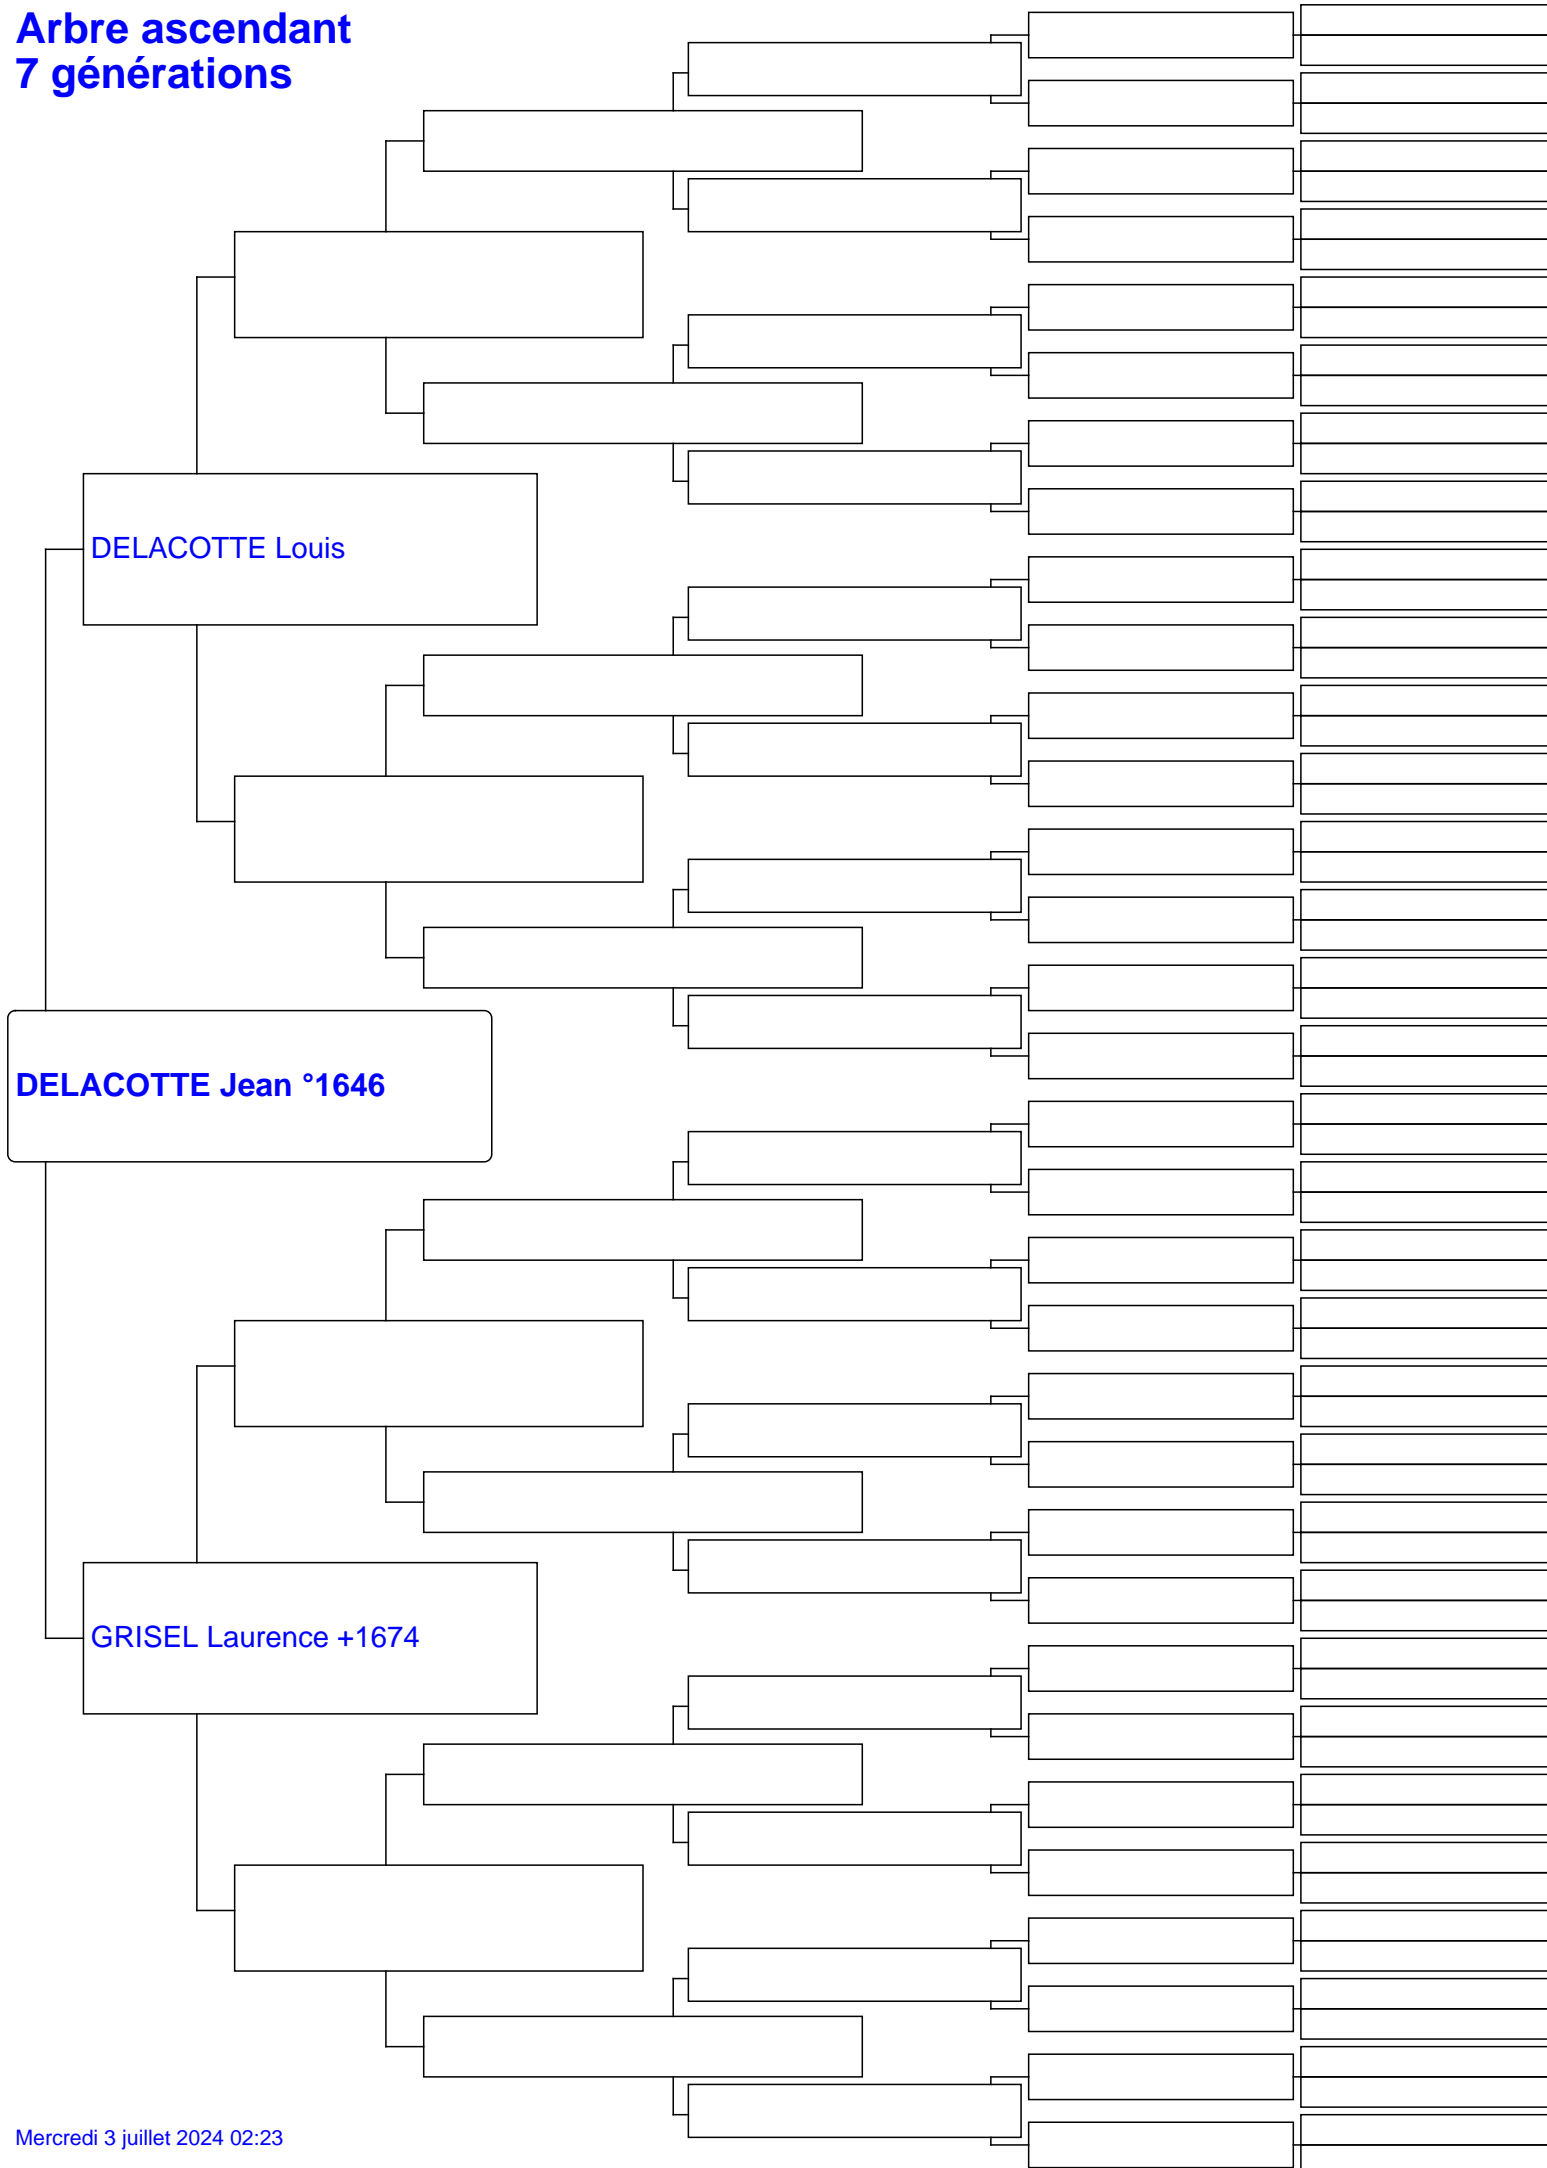 Arbre ascendant
7 générations
DELACOTTE Louis
DELACOTTE Jean °1646
GRISEL Laurence +1674
Mercredi 3 juillet 2024 02:23